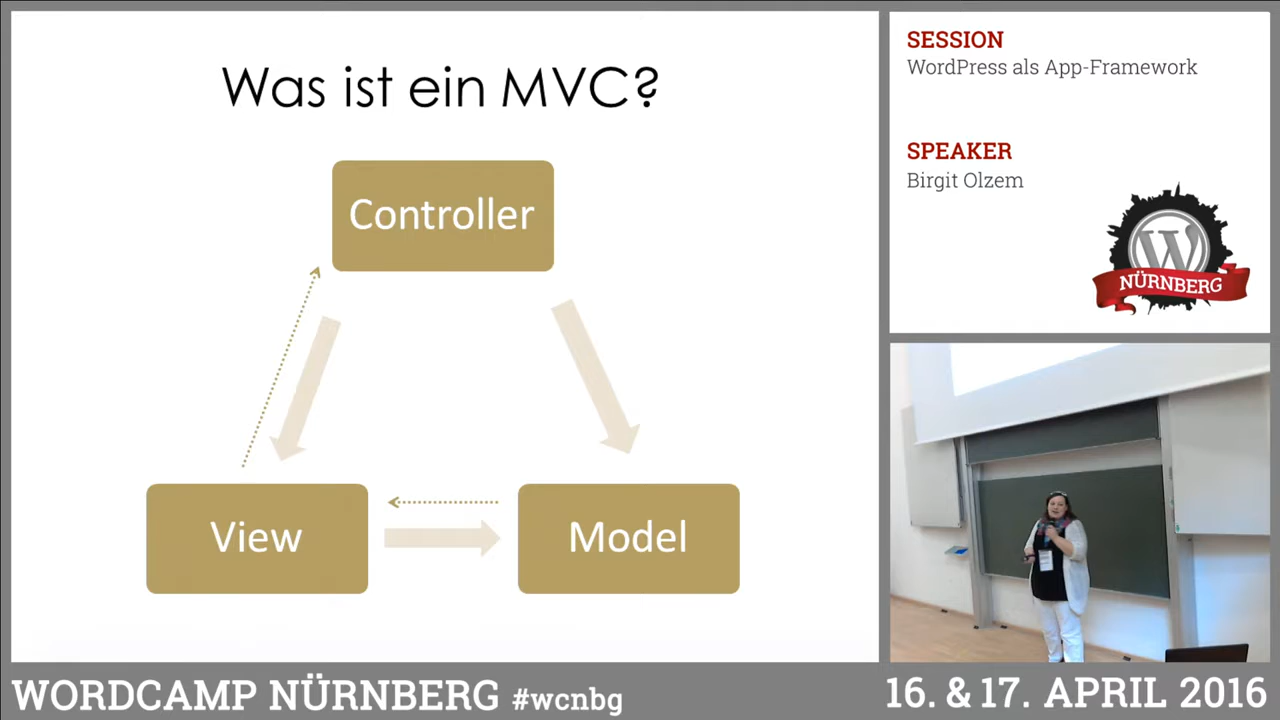 Was ist ein MVC?
Controller
View
Model
SESSION
WordPress als App-Framework
SPEAKER
Birgit Olzem
W
NÜRNBERG
WORDCAMP NÜRNBERG #wcnbg
16. & 17. APRIL 2016